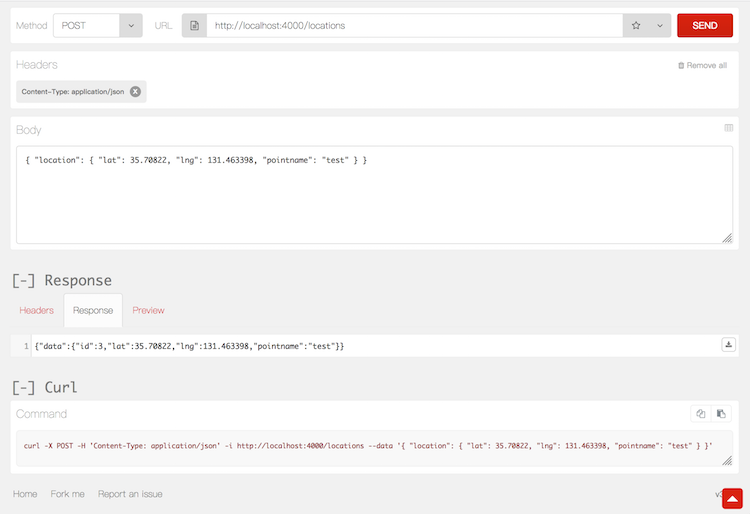 Method POST URL http://localhost:4000/locations SEND
Headers Remove all
Content-Type: application/json
Body
{ "location": { "lat": 35.70822, "lng": 131.463398, "pointname": "test" } }
[-] Response
Headers Response Preview
1 {"data":{"id":3,"lat":35.70822,"lng":131.463398,"pointname":"test"}}
[-] Curl
Command
curl -X POST -H 'Content-Type: application/json' -i http://localhost:4000/locations --data '{ "location": { "lat": 35.70822, "lng": 131.463398, "pointname": "test" } }'
Home Fork me Report an issue